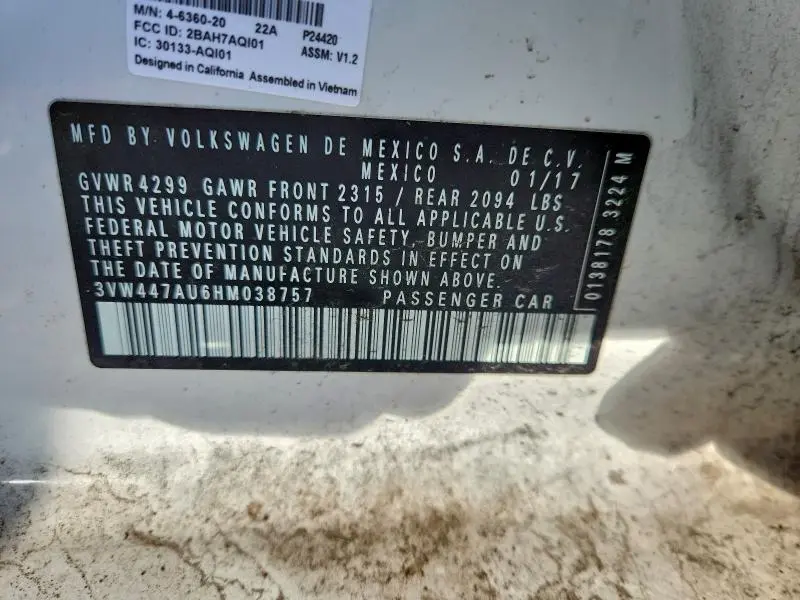 M/N: 4-6360-20 22A P24420
FCC ID: 2BAH7AQI01
IC: 30133-AQI01 ASSM: V1.2
Designed in California Assembled in Vietnam
MFD BY VOLKSWAGEN DE MEXICO S.A. DE C.V.
MEXICO 01/17
GVWR 4299 GAWR FRONT 2315 / REAR 2094 LBS
THIS VEHICLE CONFORMS TO ALL APPLICABLE U.S.
FEDERAL MOTOR VEHICLE SAFETY, BUMPER AND
THEFT PREVENTION STANDARDS IN EFFECT ON
THE DATE OF MANUFACTURE SHOWN ABOVE.
3VW447AU6HM038757 PASSENGER CAR
0138178 3224 M